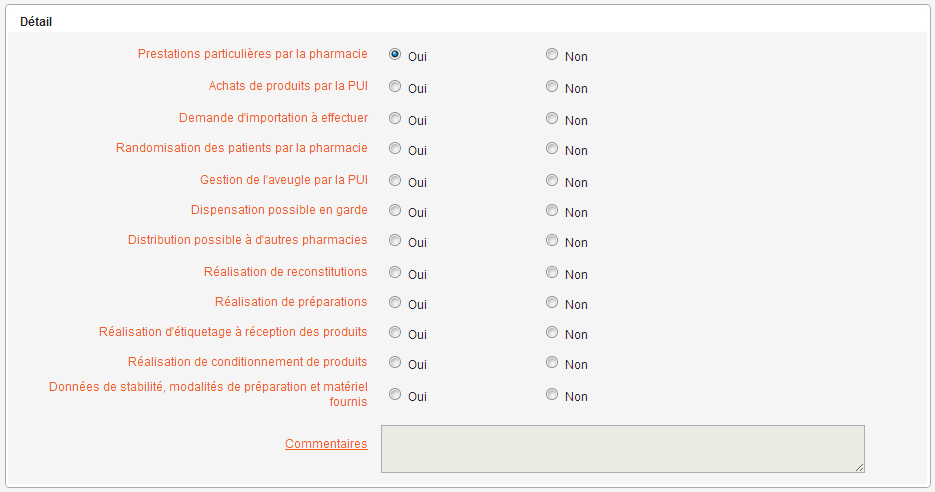 Détail
Prestations particulières par la pharmacie Oui Non
Achats de produits par la PUI Oui Non
Demande d'importation à effectuer Oui Non
Randomisation des patients par la pharmacie Oui Non
Gestion de l'aveugle par la PUI Oui Non
Dispensation possible en garde Oui Non
Distribution possible à d'autres pharmacies Oui Non
Réalisation de reconstitutions Oui Non
Réalisation de préparations Oui Non
Réalisation d'étiquetage à réception des produits Oui Non
Réalisation de conditionnement de produits Oui Non
Données de stabilité, modalités de préparation et matériel
fournis Oui Non
Commentaires